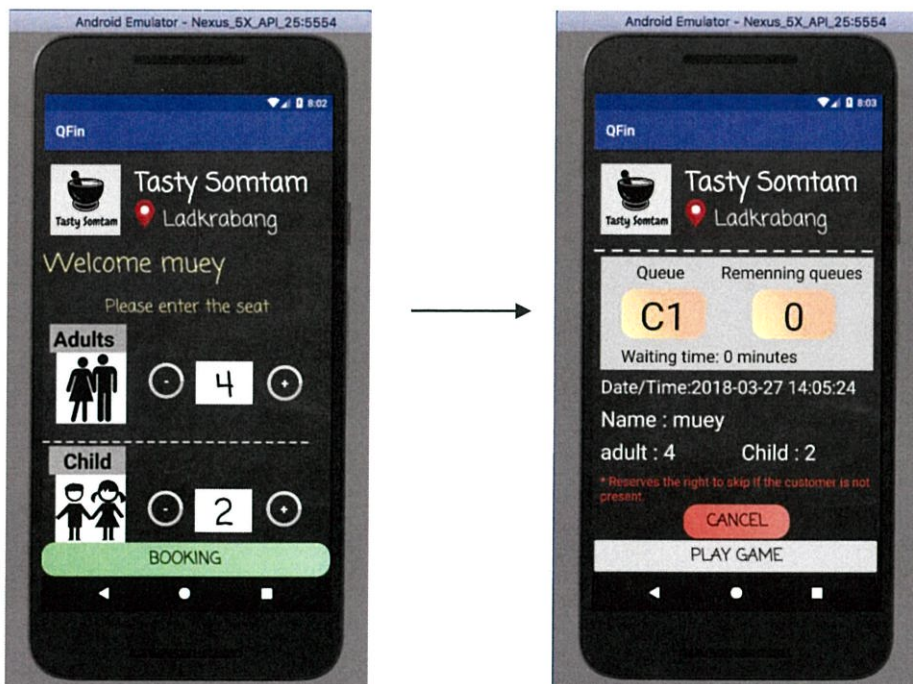 Android Emulator - Nexus_5X_API_25:5554
8:02
QFin
Tasty Somtam
Tasty Somtam
Ladkrabang
Welcome muey
Please enter the seat
Adults
- 4 +
Child
- 2 +
BOOKING
Android Emulator - Nexus_5X_API_25:5554
8:03
QFin
Tasty Somtam
Tasty Somtam
Ladkrabang
Queue Remenning queues
C1 0
Waiting time: 0 minutes
Date/Time:2018-03-27 14:05:24
Name : muey
adult : 4 Child : 2
* Reserves the right to skip if the customer is not
present.
CANCEL
PLAY GAME